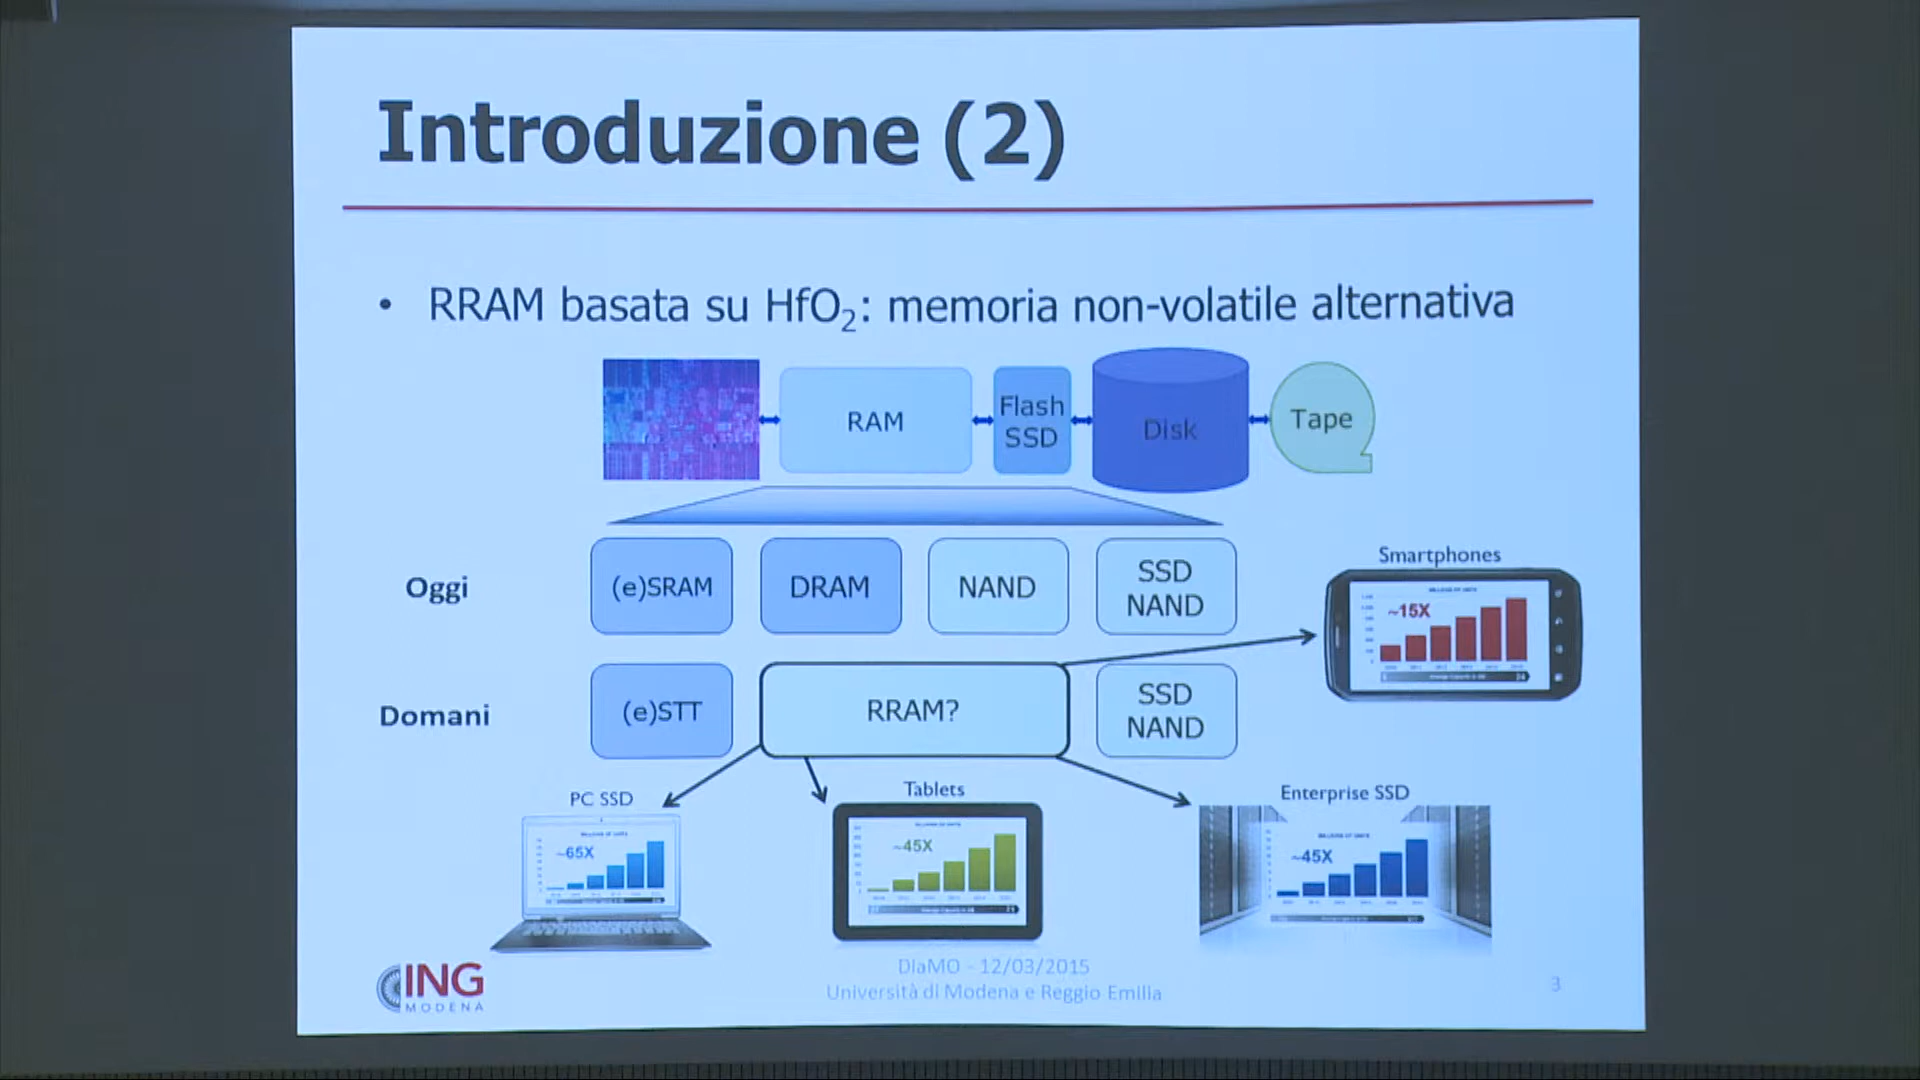 Introduzione (2)
• RRAM basata su HfO₂: memoria non-volatile alternativa
RAM
Flash
SSD
Disk
Tape
Oggi
(e)SRAM
DRAM
NAND
SSD
NAND
Smartphones
~15X
Domani
(e)STT
RRAM?
SSD
NAND
PC SSD
~65X
Tablets
~45X
Enterprise SSD
~45X
ING
MODENA
DIaMO - 12/03/2015
Università di Modena e Reggio Emilia
3